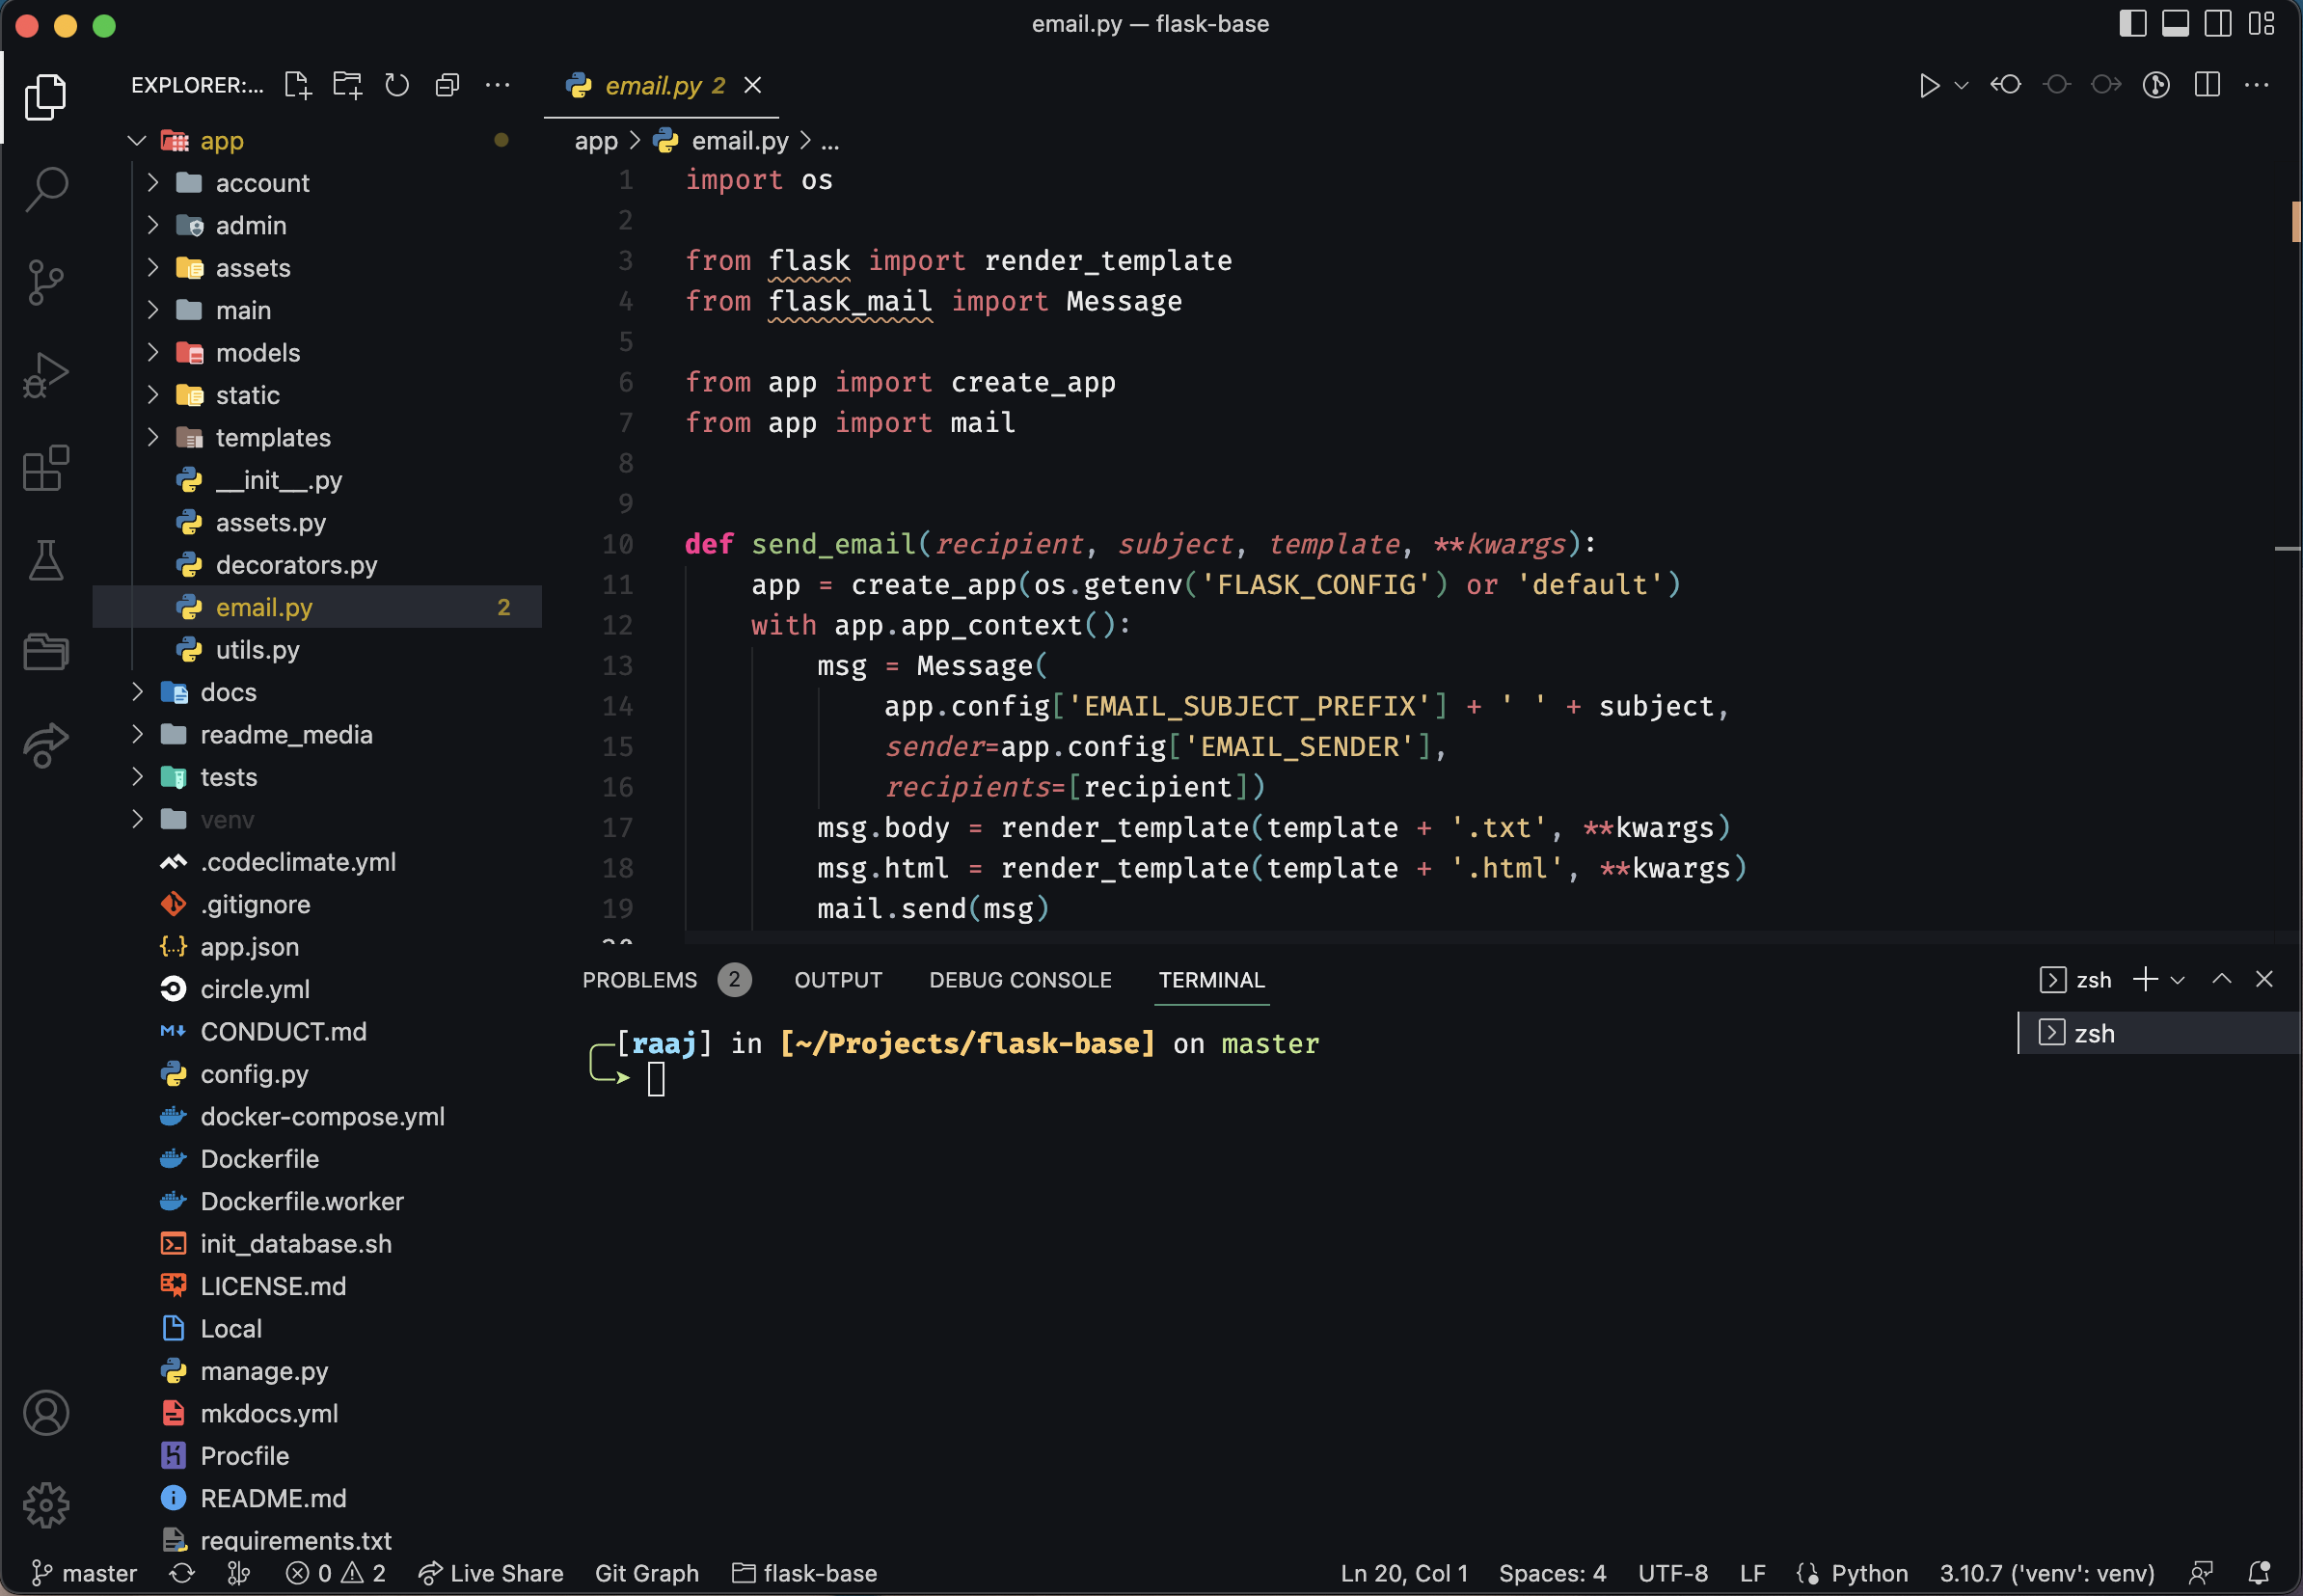 email.py — flask-base
EXPLORER:...
app
account
admin
assets
main
models
static
templates
__init__.py
assets.py
decorators.py
email.py 2
utils.py
docs
readme_media
tests
venv
.codeclimate.yml
.gitignore
app.json
circle.yml
CONDUCT.md
config.py
docker-compose.yml
Dockerfile
Dockerfile.worker
init_database.sh
LICENSE.md
Local
manage.py
mkdocs.yml
Procfile
README.md
requirements.txt
email.py 2
app > email.py > ...
1 import os
2
3 from flask import render_template
4 from flask_mail import Message
5
6 from app import create_app
7 from app import mail
8
9
10 def send_email(recipient, subject, template, **kwargs):
11     app = create_app(os.getenv('FLASK_CONFIG') or 'default')
12     with app.app_context():
13         msg = Message(
14             app.config['EMAIL_SUBJECT_PREFIX'] + ' ' + subject,
15             sender=app.config['EMAIL_SENDER'],
16             recipients=[recipient])
17         msg.body = render_template(template + '.txt', **kwargs)
18         msg.html = render_template(template + '.html', **kwargs)
19         mail.send(msg)
20
PROBLEMS 2 OUTPUT DEBUG CONSOLE TERMINAL zsh
[raaj] in [~/Projects/flask-base] on master
zsh
master 0 2 Live Share Git Graph flask-base Ln 20, Col 1 Spaces: 4 UTF-8 LF Python 3.10.7 ('venv': venv)